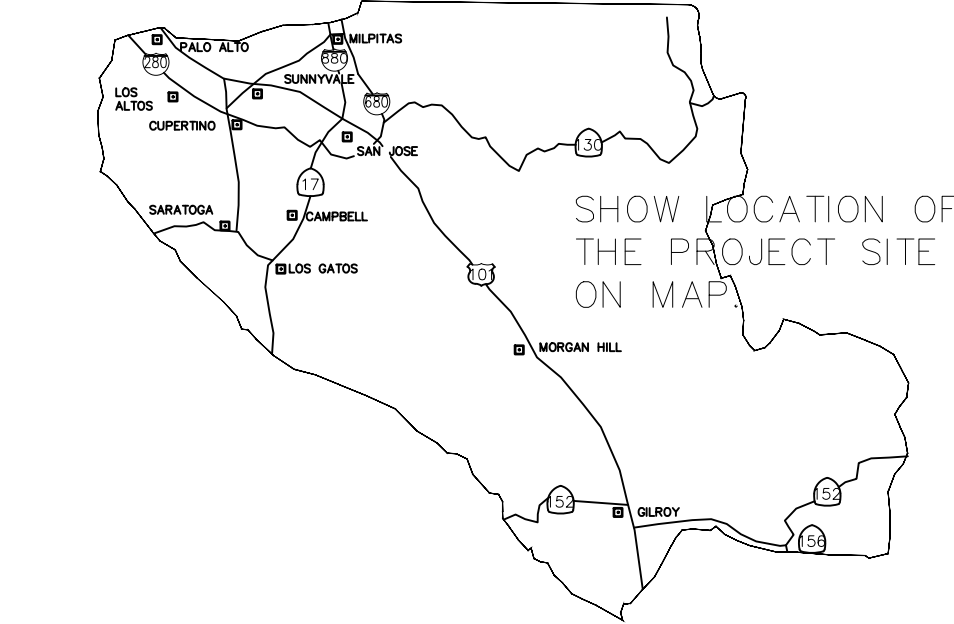 MILPITAS
PALO ALTO
880
280
SUNNYVALE
LOS
ALTOS
680
CUPERTINO
130
SAN JOSE
17
SARATOGA
CAMPBELL
SHOW LOCATION OF
THE PROJECT SITE
ON MAP.
LOS GATOS
101
MORGAN HILL
152
152
GILROY
156